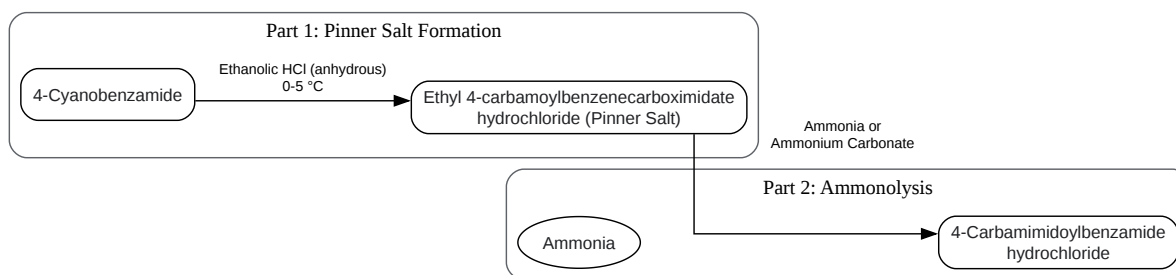 Part 1: Pinner Salt Formation
4-Cyanobenzamide
Ethanolic HCl (anhydrous)
0-5 °C
Ethyl 4-carbamoylbenzenecarboximidate
hydrochloride (Pinner Salt)
Ammonia or
Ammonium Carbonate
Part 2: Ammonolysis
Ammonia
4-Carbamimidoylbenzamide
hydrochloride